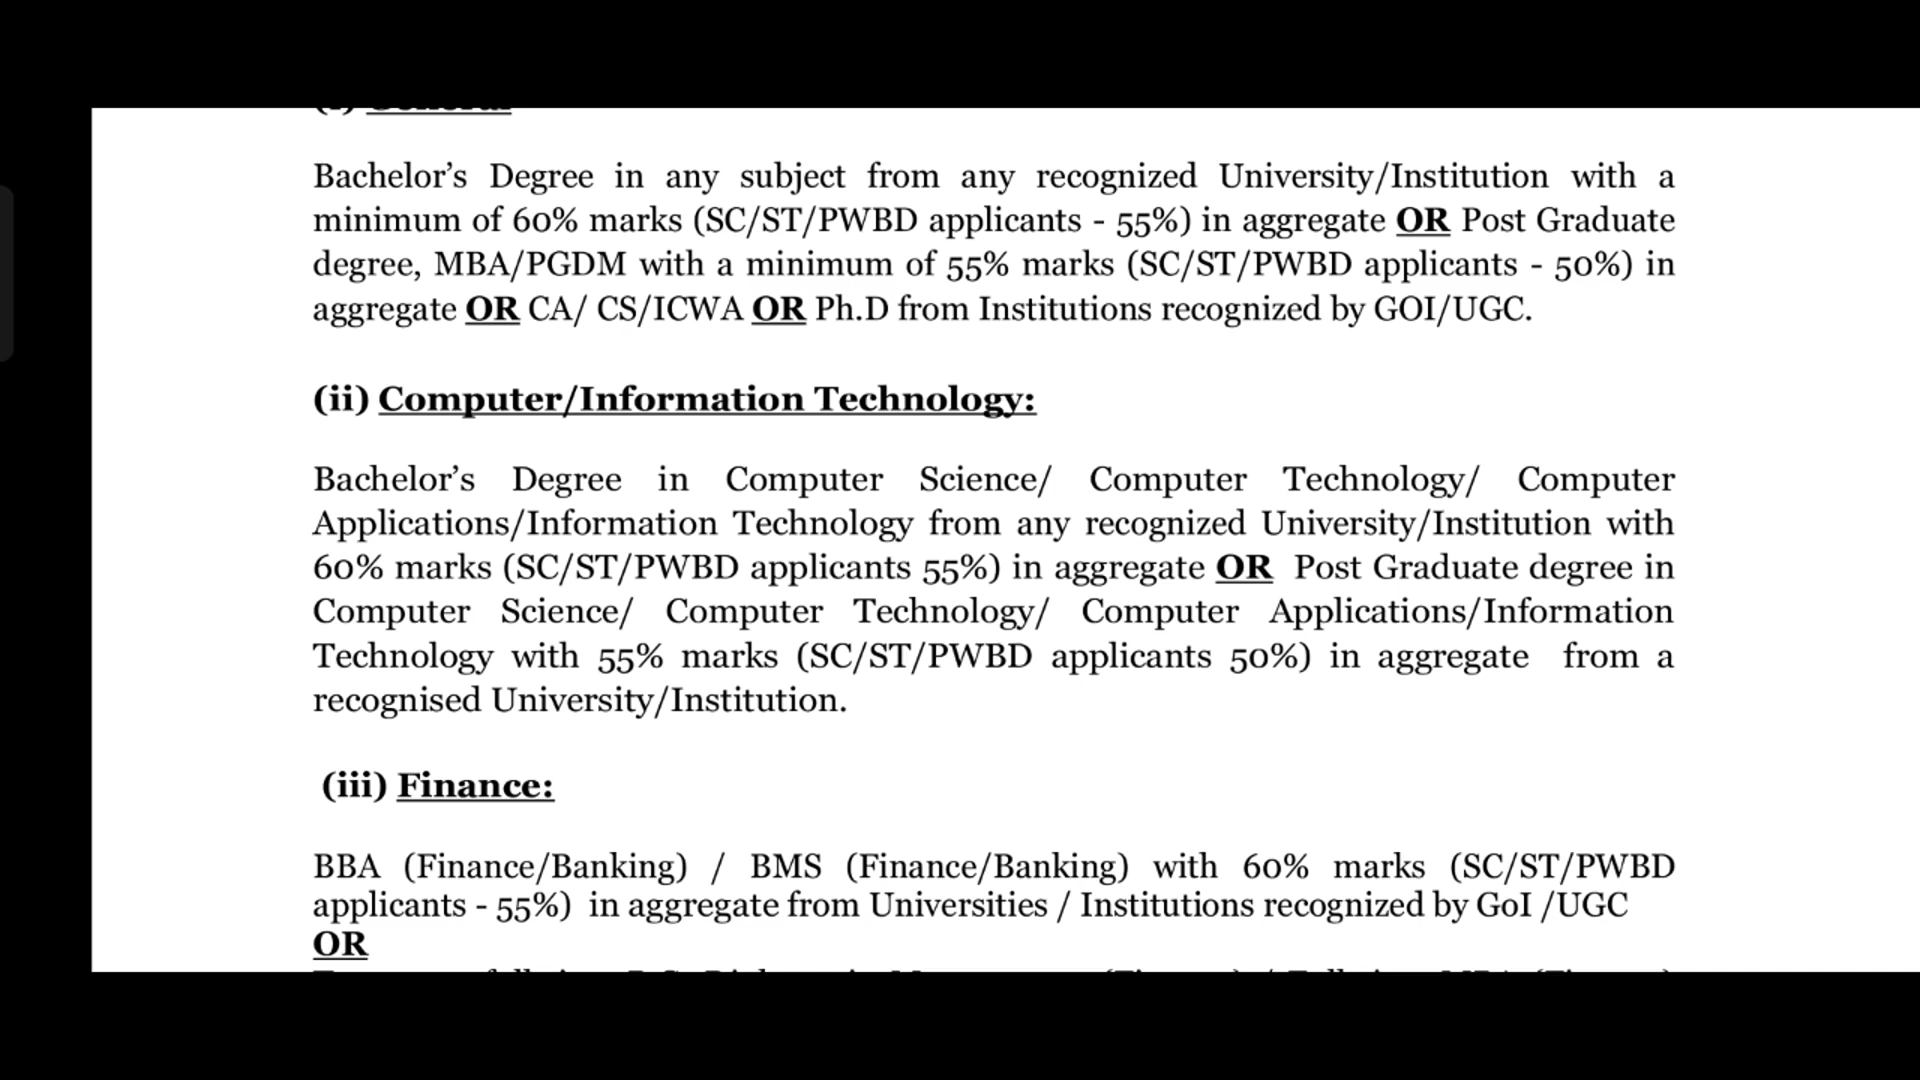 Bachelor’s Degree in any subject from any recognized University/Institution with a
minimum of 60% marks (SC/ST/PWBD applicants - 55%) in aggregate OR Post Graduate
degree, MBA/PGDM with a minimum of 55% marks (SC/ST/PWBD applicants - 50%) in
aggregate OR CA/ CS/ICWA OR Ph.D from Institutions recognized by GOI/UGC.
(ii) Computer/Information Technology:
Bachelor’s Degree in Computer Science/ Computer Technology/ Computer
Applications/Information Technology from any recognized University/Institution with
60% marks (SC/ST/PWBD applicants 55%) in aggregate OR Post Graduate degree in
Computer Science/ Computer Technology/ Computer Applications/Information
Technology with 55% marks (SC/ST/PWBD applicants 50%) in aggregate from a
recognised University/Institution.
(iii) Finance:
BBA (Finance/Banking) / BMS (Finance/Banking) with 60% marks (SC/ST/PWBD
applicants - 55%) in aggregate from Universities / Institutions recognized by GoI /UGC
OR